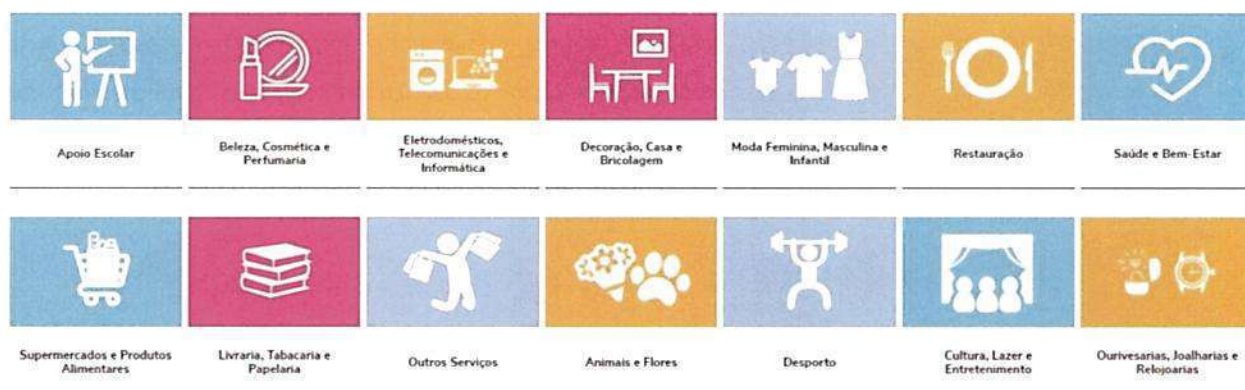 Apoio Escolar
Beleza, Cosmética e
Perfumaria
Eletrodomésticos,
Telecomunicações e
Informática
Decoração, Casa e
Bricolagem
Moda Feminina, Masculina e
Infantil
Restauração
Saúde e Bem-Estar
Supermercados e Produtos
Alimentares
Livraria, Tabacaria e
Papelaria
Outros Serviços
Animais e Flores
Desporto
Cultura, Lazer e
Entretenimento
Ourivesarias, Joalharias e
Relojoarias